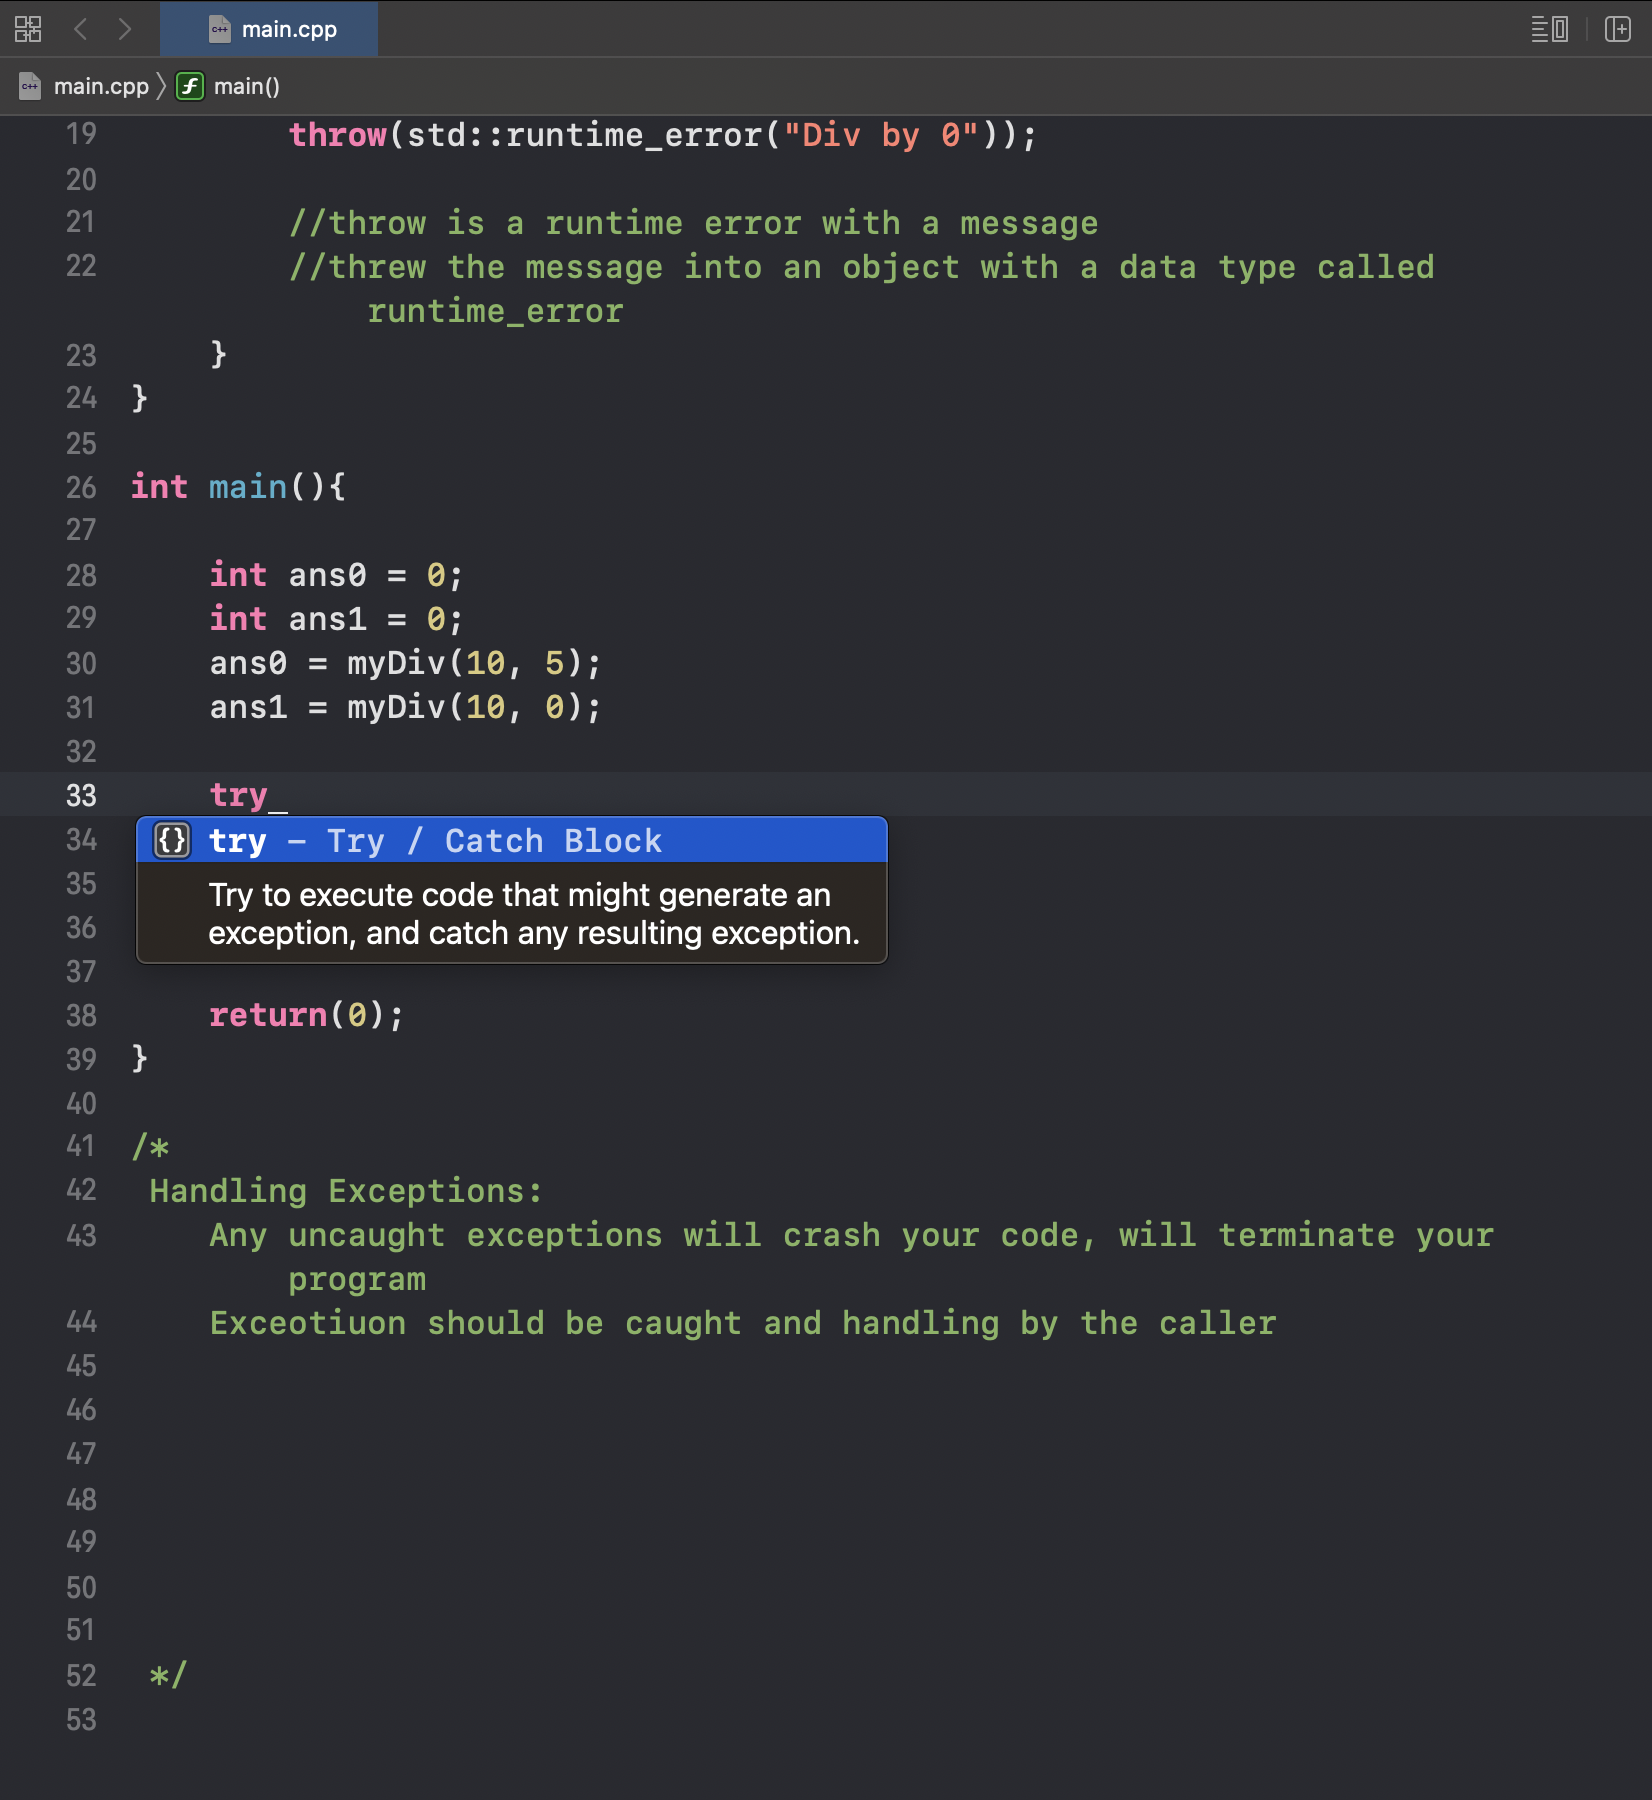 main.cpp
main.cpp
main()
19 throw(std::runtime_error("Div by 0"));
20
21 //throw is a runtime error with a message
22 //threw the message into an object with a data type called
runtime_error
23 }
24 }
25
26 int main(){
27
28 int ans0 = 0;
29 int ans1 = 0;
30 ans0 = myDiv(10, 5);
31 ans1 = myDiv(10, 0);
32
33 try
34 {} try – Try / Catch Block
35 Try to execute code that might generate an
36 exception, and catch any resulting exception.
37
38 return(0);
39 }
40
41 /*
42 Handling Exceptions:
43 Any uncaught exceptions will crash your code, will terminate your
program
44 Exceotiuon should be caught and handling by the caller
45
46
47
48
49
50
51
52 */
53